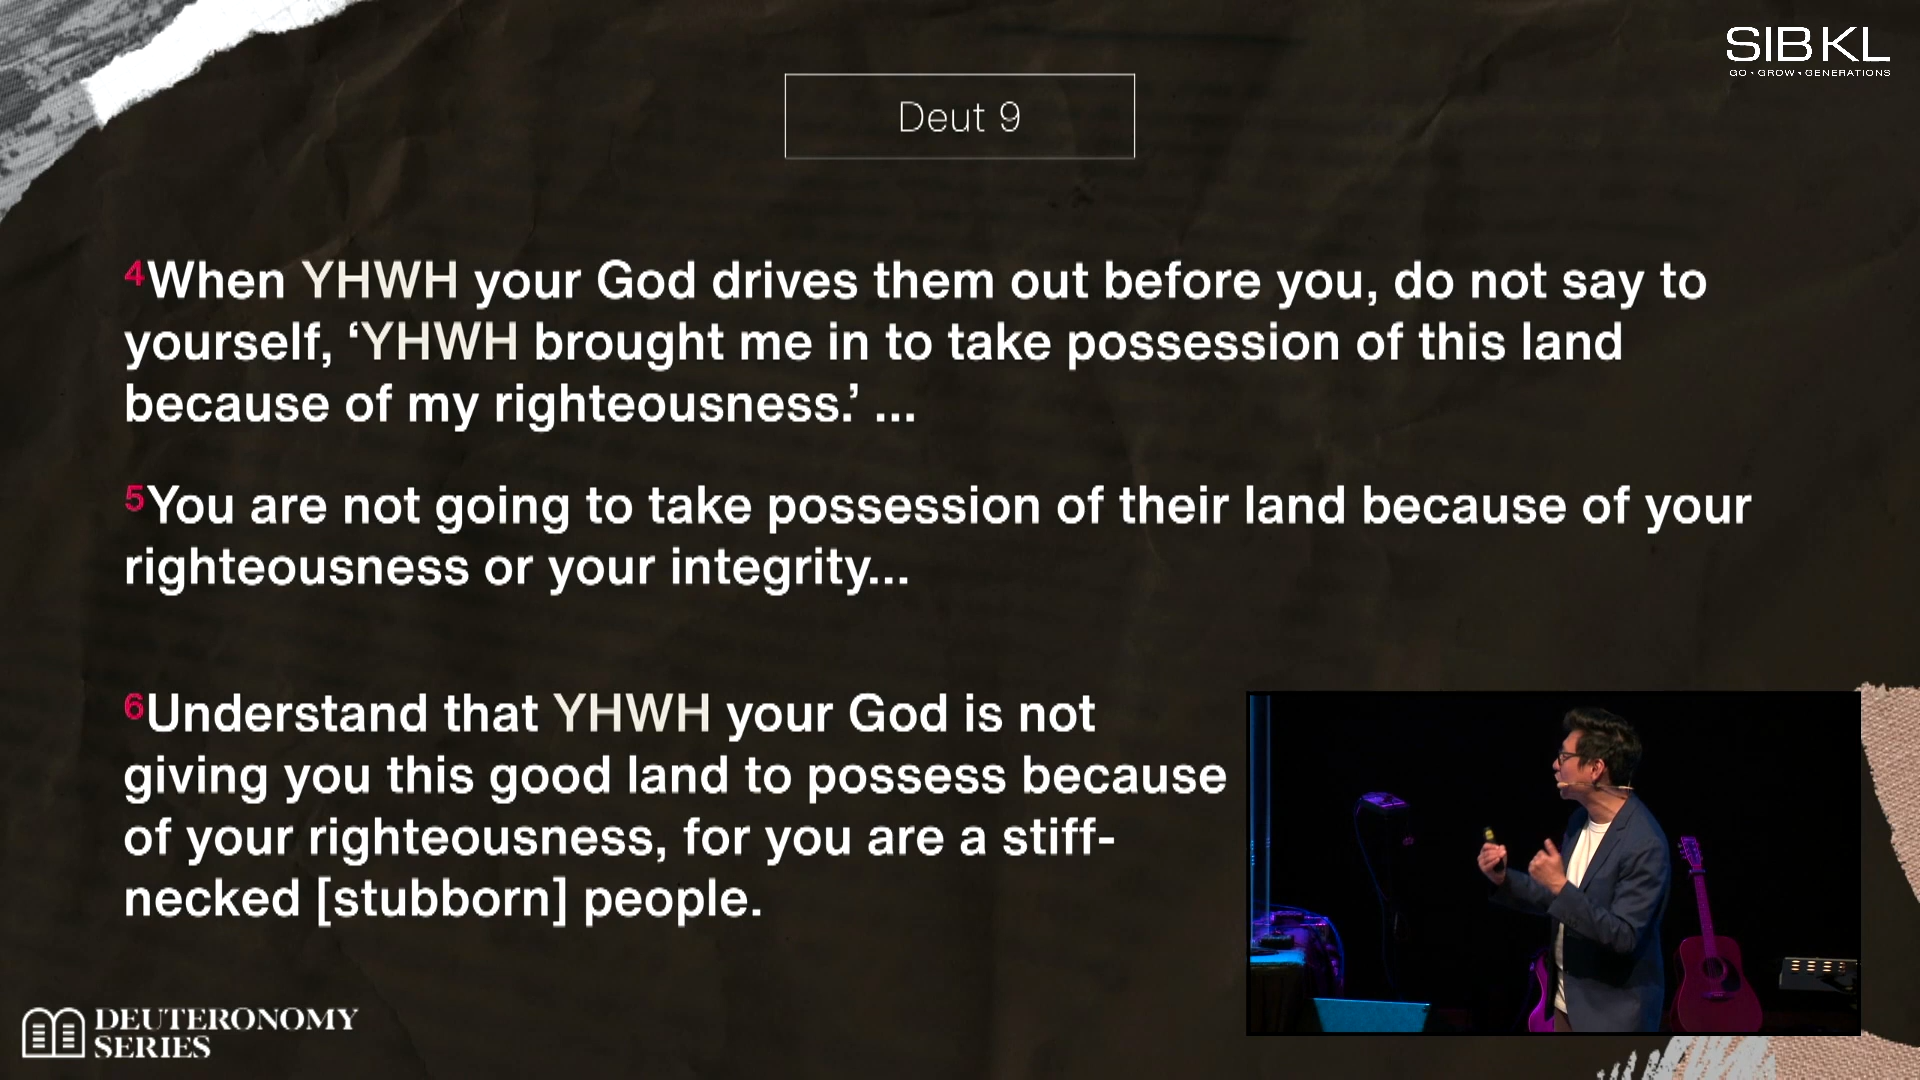 SIBKL
GO • GROW • GENERATIONS
Deut 9
4When YHWH your God drives them out before you, do not say to
yourself, ‘YHWH brought me in to take possession of this land
because of my righteousness.’ ...
5You are not going to take possession of their land because of your
righteousness or your integrity...
6Understand that YHWH your God is not
giving you this good land to possess because
of your righteousness, for you are a stiff-
necked [stubborn] people.
DEUTERONOMY
SERIES